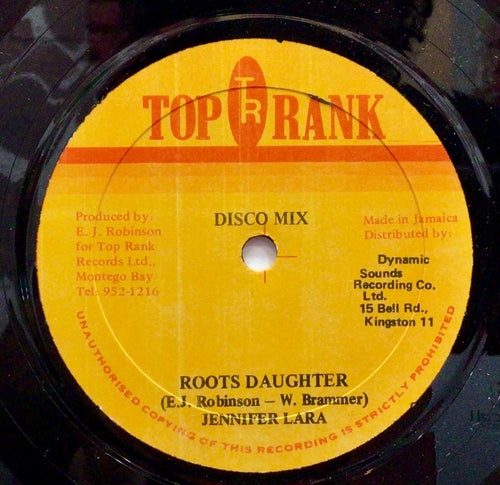 TOP TR RANK
DISCO MIX
Produced by:
E. J. Robinson
for Top Rank
Records Ltd.,
Montego Bay
Tel: 952-1216
Made in Jamaica
Distributed by:
Dynamic
Sounds
Recording Co.
Ltd.
15 Bell Rd.,
Kingston 11
ROOTS DAUGHTER
(E.J. Robinson — W. Brammer)
JENNIFER LARA
UNAUTHORISED COPYING OF THIS RECORDING IS STRICTLY PROHIBITED